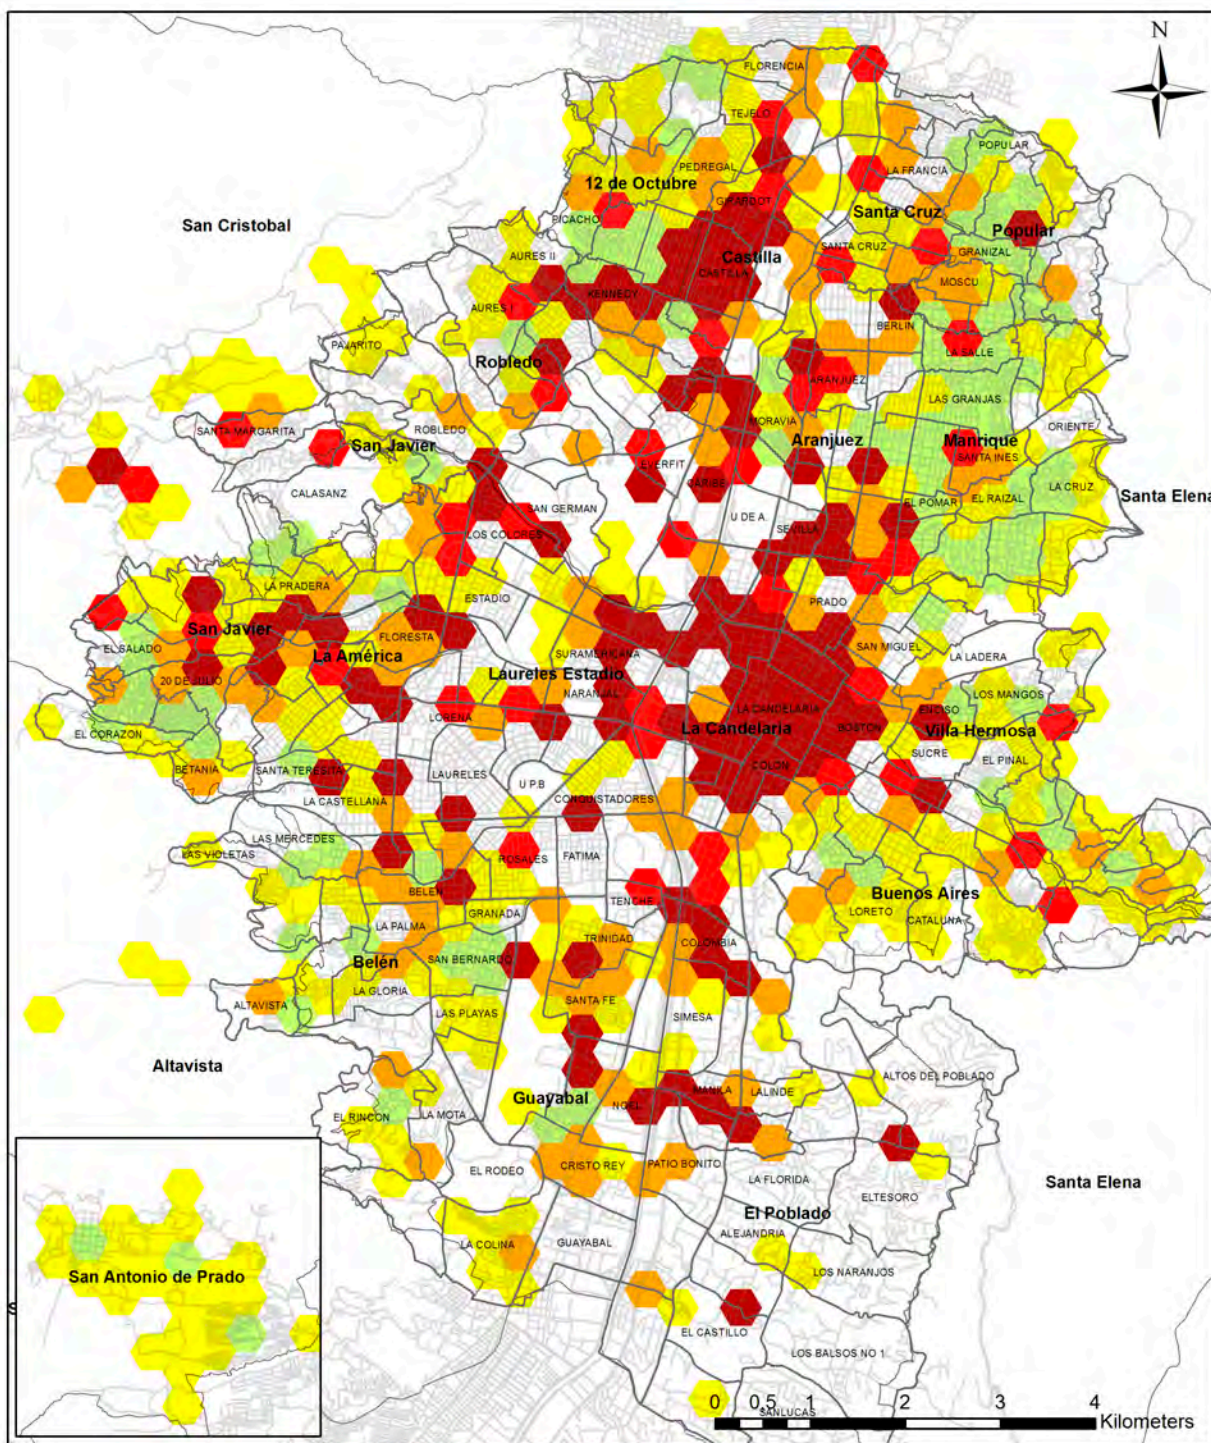 N
FLORENCIA
TEJELO
POPULAR
PEDREGAL
LA FRANCIA
12 de Octubre
GIRARDOT
Santa Cruz
San Cristobal
PICACHO
Popular
SANTA CRUZ
GRANIZAL
AURES II
Castilla
CASTILLA
MOSCU
KENNEDY
AURES I
BERLIN
PAJARITO
LA SALLE
Robledo
ARANJUEZ
LAS GRANJAS
MORAVIA
ROBLEDO
ORIENTE
SANTA MARGARITA
San Javier
Aranjuez
Manrique
SANTA INES
EVERFIT
CARIBE
LA CRUZ
CALASANZ
Santa Elena
EL RAIZAL
EL POMAR
SAN GERMAN
U DE A.
SEVILLA
LOS COLORES
LA PRADERA
ESTADIO
PRADO
San Javier
FLORESTA
EL SALADO
SAN MIGUEL
La América
SURAMERICANA
LA LADERA
Laureles Estadio
20 DE JULIO
NARANJAL
LOS MANGOS
LA CANDELARIA
ENCISO
LORENA
La Candelaria
BOSTON
Villa Hermosa
EL CORAZON
SUCRE
EL PINAL
BETANIA
SANTA TERESITA
LAURELES
COLON
U P.B
LA CASTELLANA
CONQUISTADORES
LAS MERCEDES
LAS VIOLETAS
ROSALES
FATIMA
BELEN
Buenos Aires
TENCHE
GRANADA
LORETO
CATALUNA
LA PALMA
TRINIDAD
COLOMBIA
Belén
SAN BERNARDO
LA GLORIA
ALTAVISTA
SANTA FE
LAS PLAYAS
SIMESA
Altavista
ALTOS DEL POBLADO
MANILA
LALINDE
Guayabal
NOEL
EL RINCON
LA MOTA
EL RODEO
CRISTO REY
PATIO BONITO
LA FLORIDA
Santa Elena
ELTESORO
El Poblado
ALEJANDRIA
LA COLINA
GUAYABAL
LOS NARANJOS
San Antonio de Prado
EL CASTILLO
LOS BALSOS NO 1
0 0,5 1 2 3 4
Kilometers
SANLUCAS